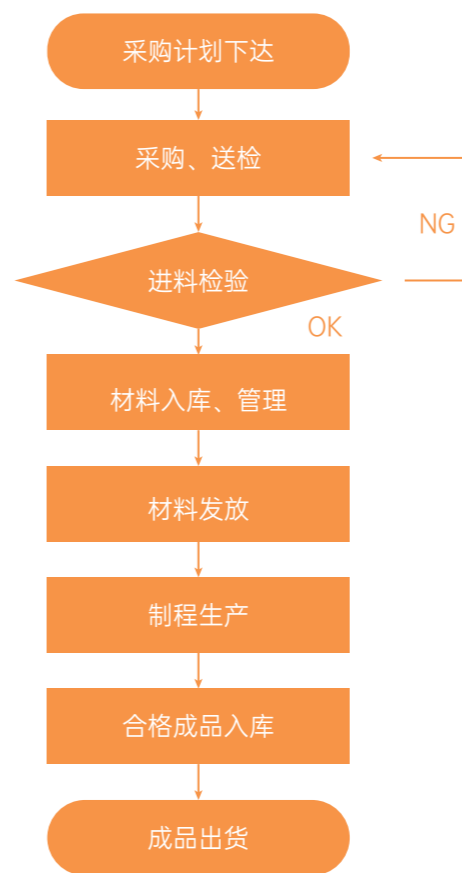 采购计划下达
采购、送检
NG
进料检验
OK
材料入库、管理
材料发放
制程生产
合格成品入库
成品出货